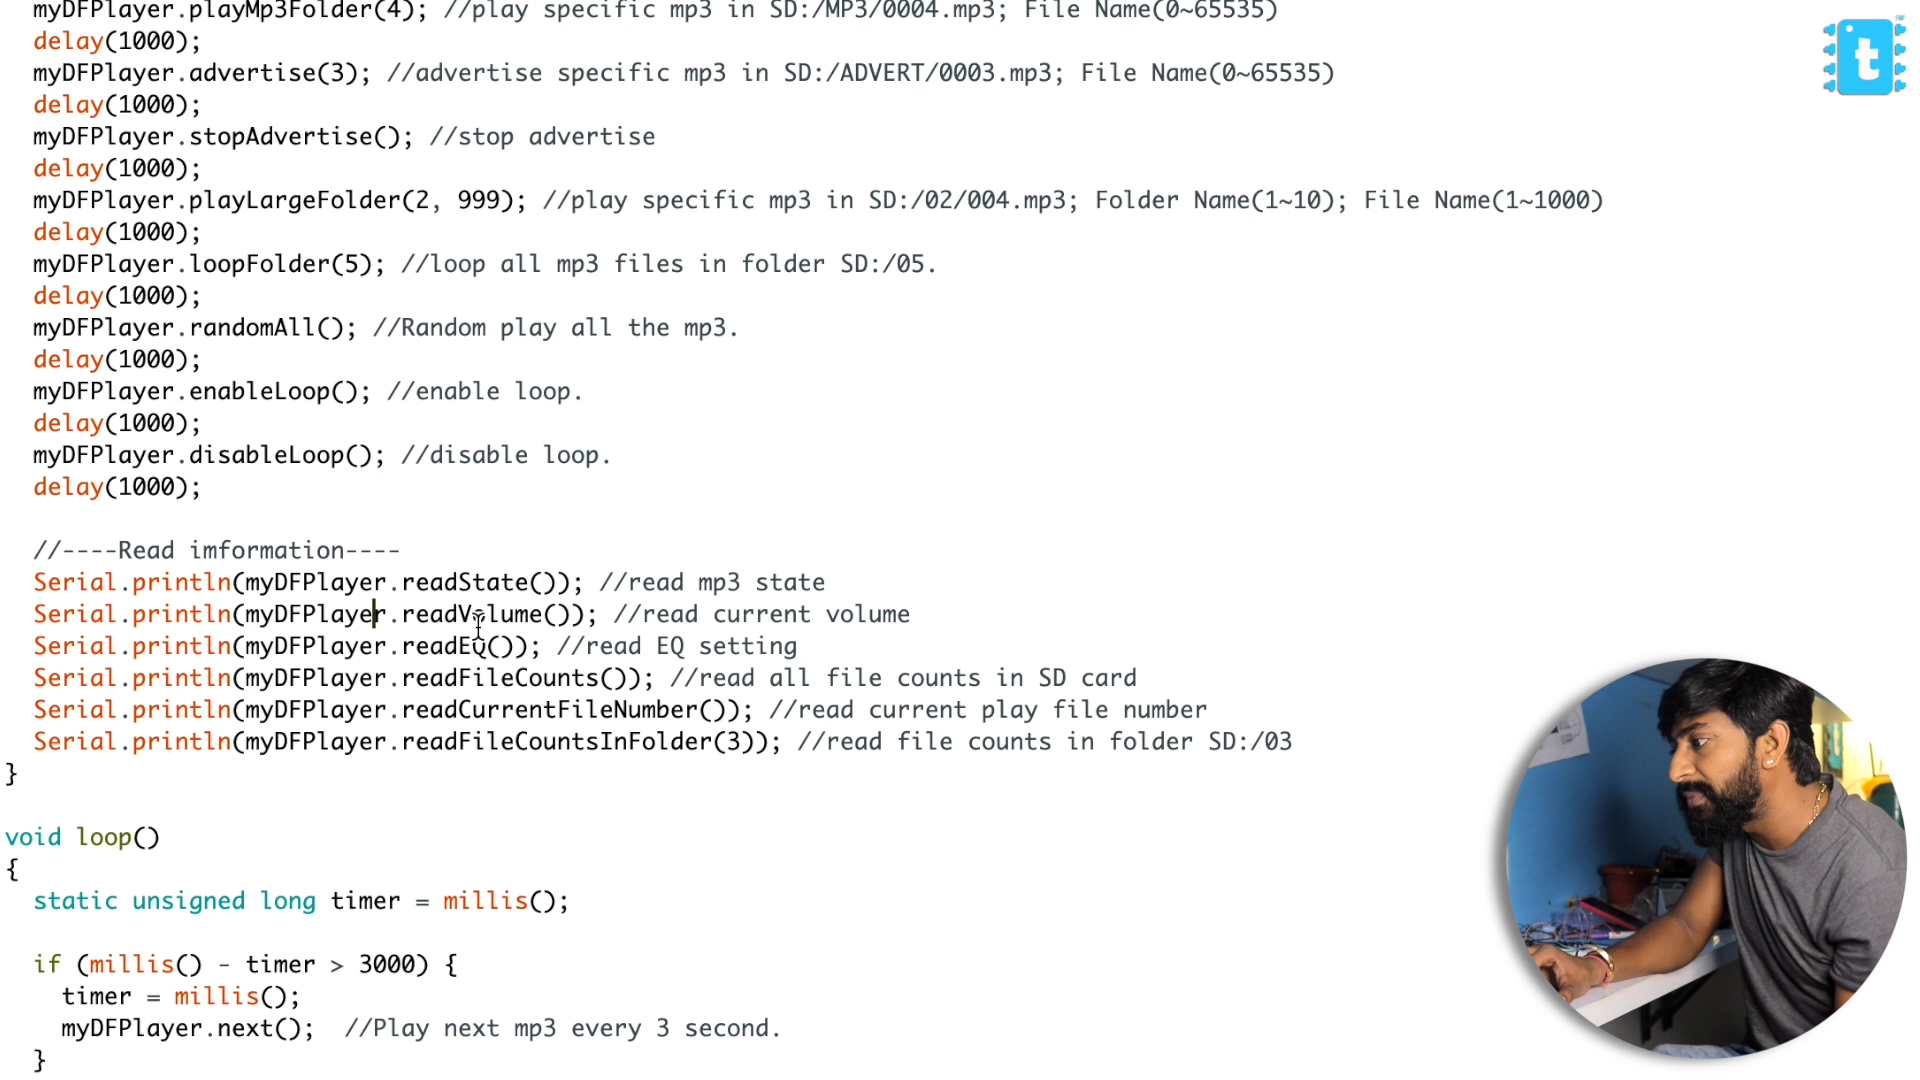 myDFPlayer.playMp3Folder(4); //play specific mp3 in SD:/MP3/0004.mp3; File Name(0~65535)
delay(1000);
myDFPlayer.advertise(3); //advertise specific mp3 in SD:/ADVERT/0003.mp3; File Name(0~65535)
delay(1000);
myDFPlayer.stopAdvertise(); //stop advertise
delay(1000);
myDFPlayer.playLargeFolder(2, 999); //play specific mp3 in SD:/02/004.mp3; Folder Name(1~10); File Name(1~1000)
delay(1000);
myDFPlayer.loopFolder(5); //loop all mp3 files in folder SD:/05.
delay(1000);
myDFPlayer.randomAll(); //Random play all the mp3.
delay(1000);
myDFPlayer.enableLoop(); //enable loop.
delay(1000);
myDFPlayer.disableLoop(); //disable loop.
delay(1000);
//----Read imformation----
Serial.println(myDFPlayer.readState()); //read mp3 state
Serial.println(myDFPlayer.readVolume()); //read current volume
Serial.println(myDFPlayer.readEQ()); //read EQ setting
Serial.println(myDFPlayer.readFileCounts()); //read all file counts in SD card
Serial.println(myDFPlayer.readCurrentFileNumber()); //read current play file number
Serial.println(myDFPlayer.readFileCountsInFolder(3)); //read file counts in folder SD:/03
}
void loop()
{
static unsigned long timer = millis();
if (millis() - timer > 3000) {
timer = millis();
myDFPlayer.next(); //Play next mp3 every 3 second.
}
t